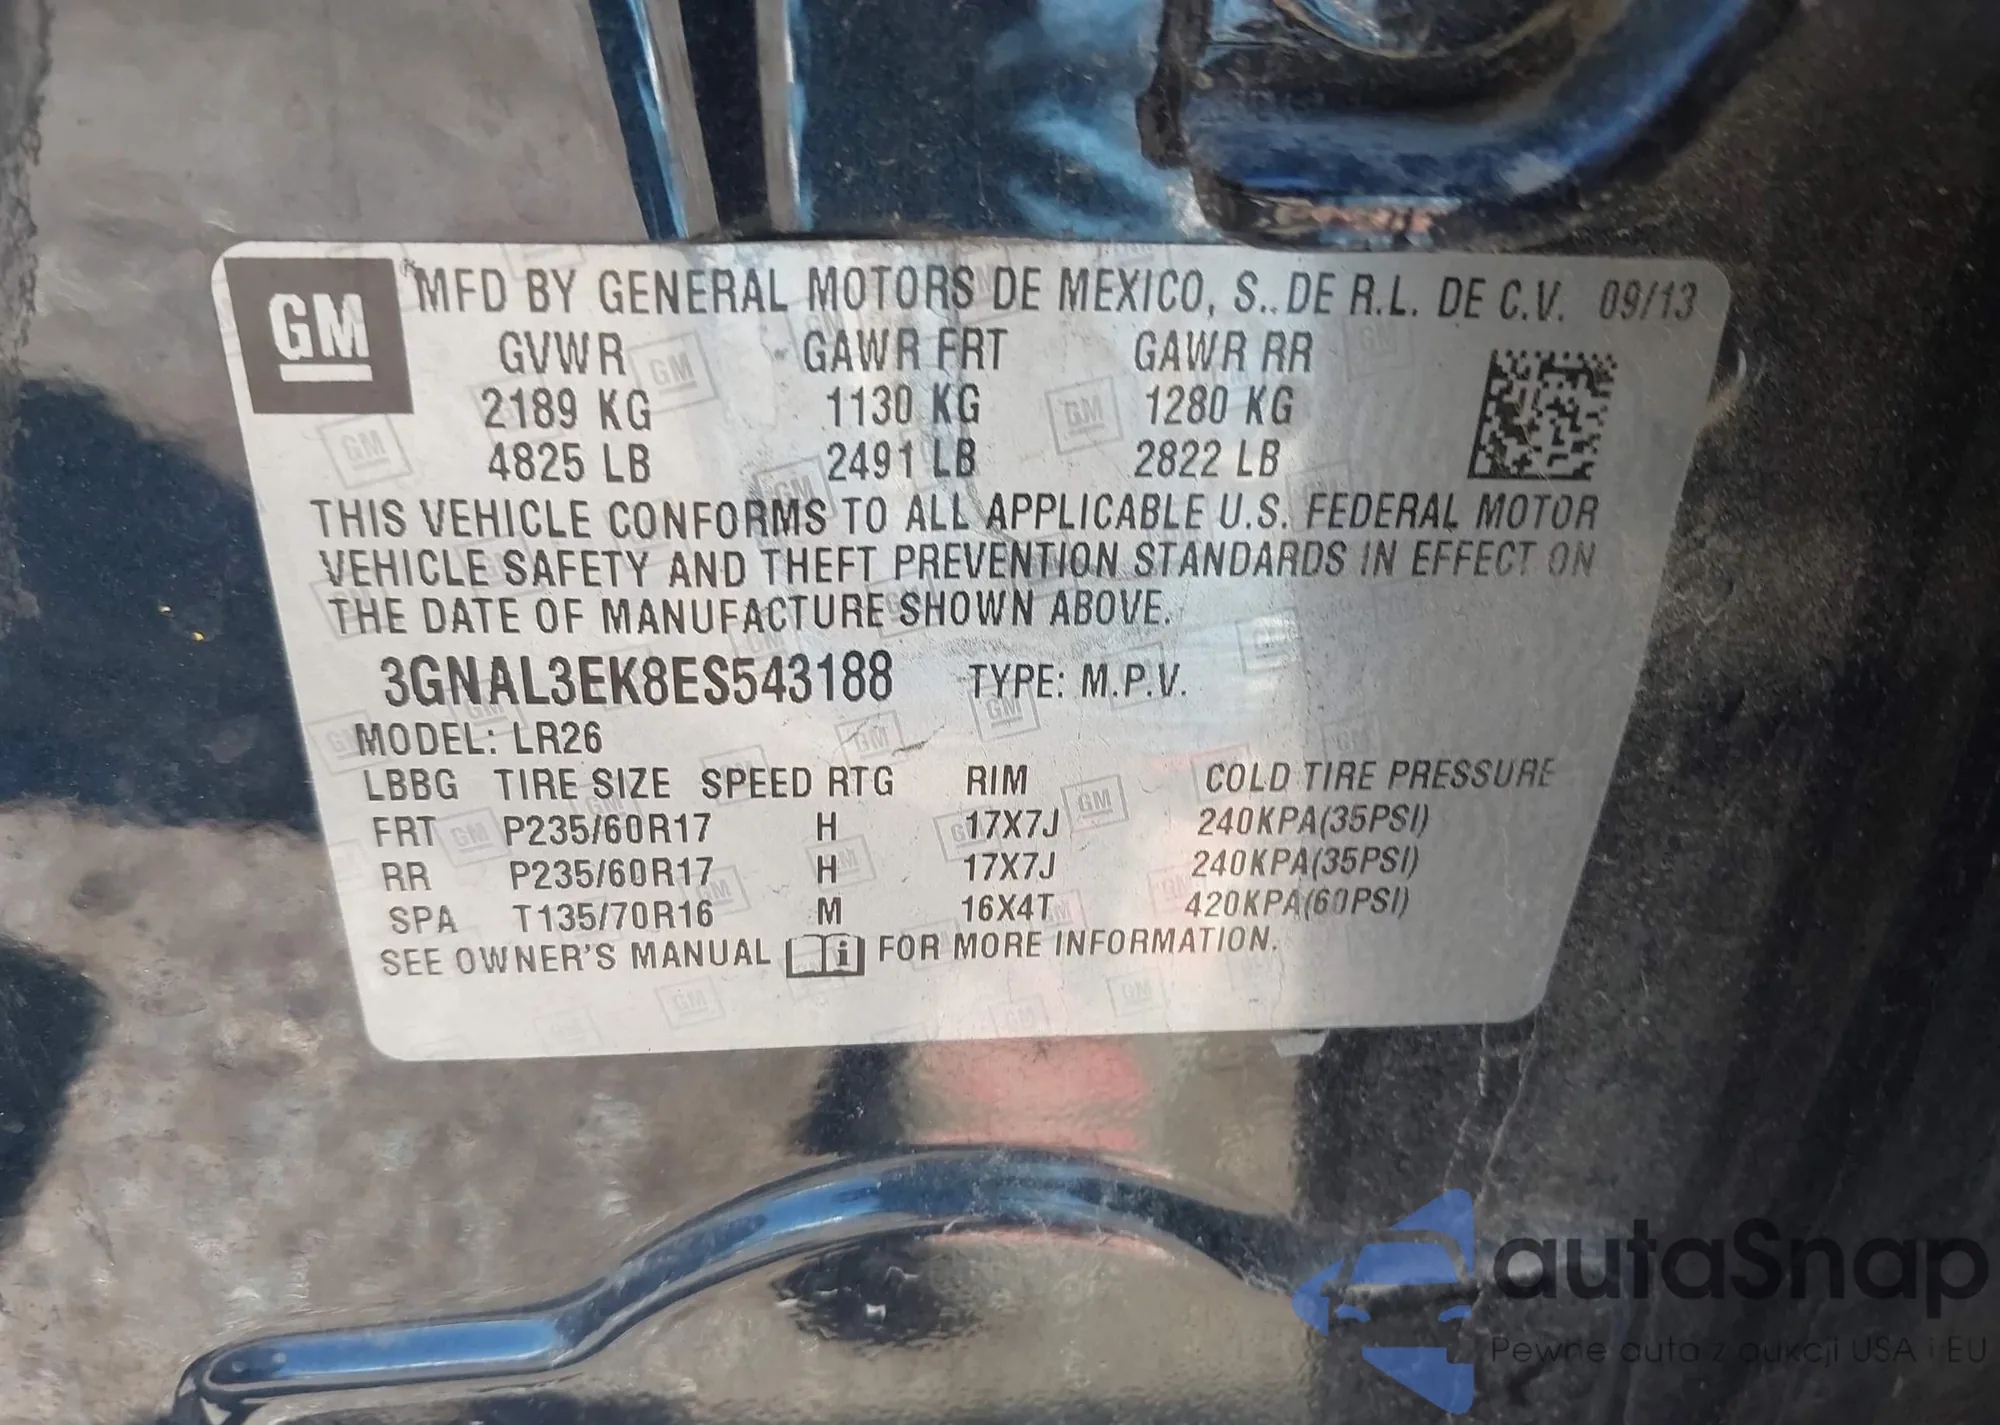 GM
MFD BY GENERAL MOTORS DE MEXICO, S.. DE R.L. DE C.V. 09/13
GVWR GAWR FRT GAWR RR
2189 KG 1130 KG 1280 KG
4825 LB 2491 LB 2822 LB
THIS VEHICLE CONFORMS TO ALL APPLICABLE U.S. FEDERAL MOTOR
VEHICLE SAFETY AND THEFT PREVENTION STANDARDS IN EFFECT ON
THE DATE OF MANUFACTURE SHOWN ABOVE.
3GNAL3EK8ES543188 TYPE: M.P.V.
MODEL: LR26
LBBG TIRE SIZE SPEED RTG RIM COLD TIRE PRESSURE
FRT P235/60R17 H 17X7J 240KPA(35PSI)
RR P235/60R17 H 17X7J 240KPA(35PSI)
SPA T135/70R16 M 16X4T 420KPA(60PSI)
SEE OWNER'S MANUAL i FOR MORE INFORMATION.
autaSnap
Pewne auta z aukcji USA i EU